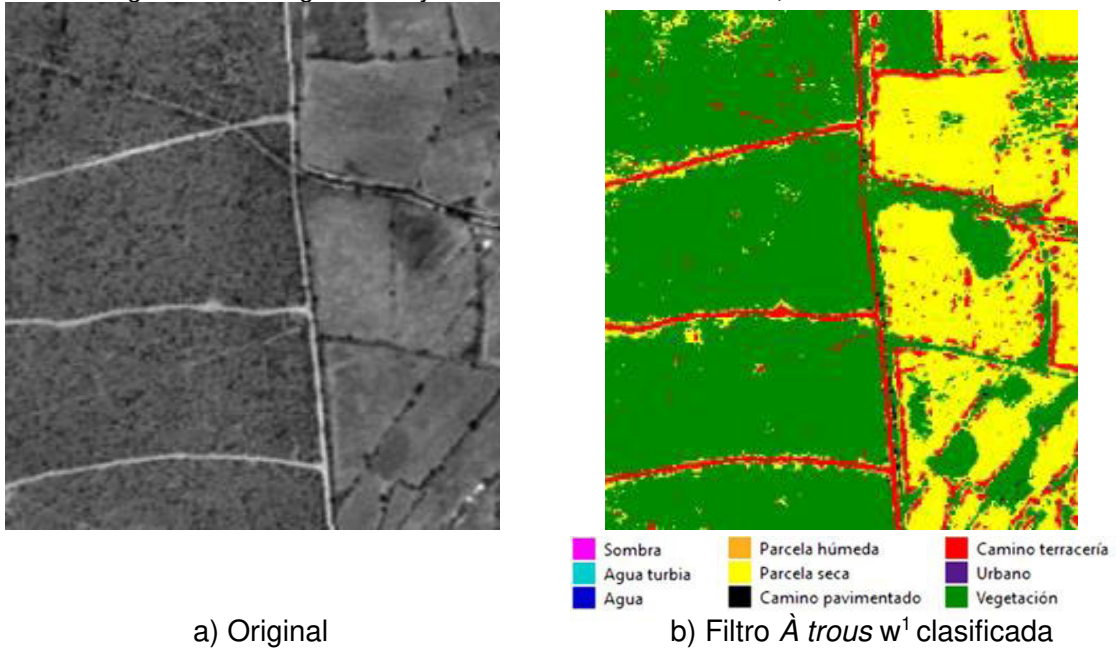 Sombra Parcela húmeda Camino terracería
Agua turbia Parcela seca Urbano
Agua Camino pavimentado Vegetación
a) Original b) Filtro À trous w¹ clasificada